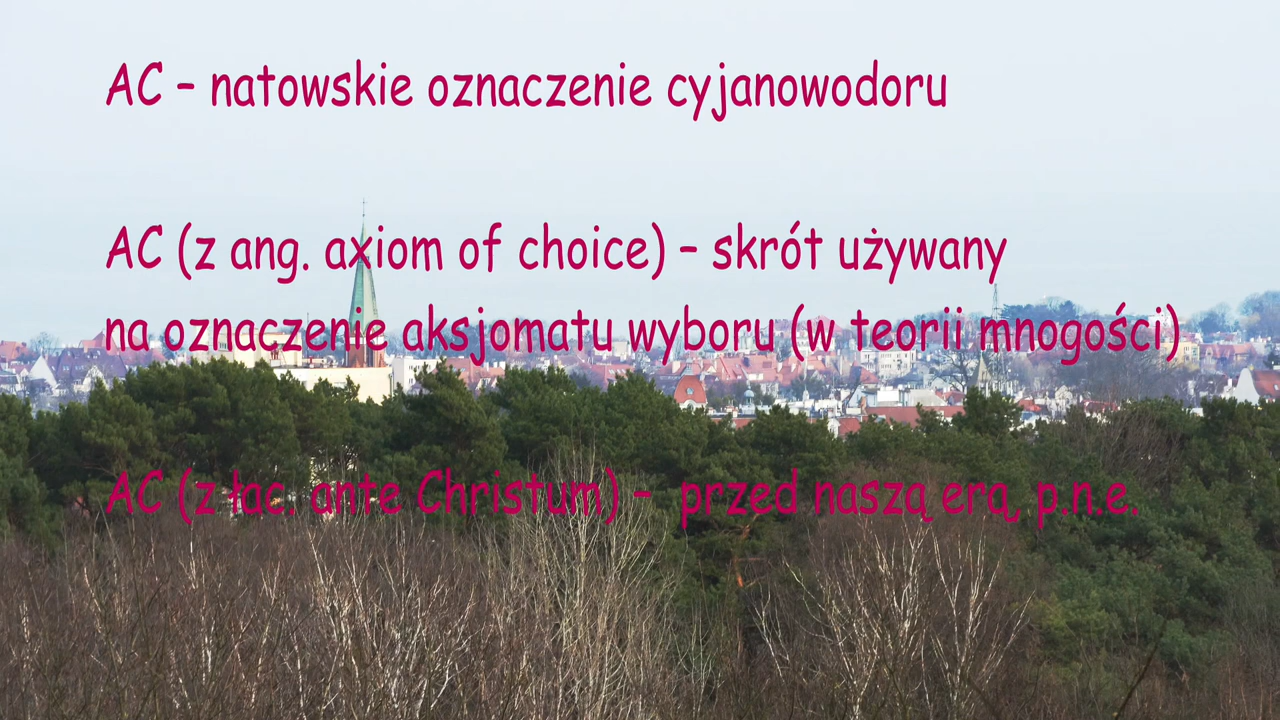 AC – natowskie oznaczenie cyjanowodoru
AC (z ang. axiom of choice) – skrót używany
na oznaczenie aksjomatu wyboru (w teorii mnogości)
AC (z łac. ante Christum) – przed naszą erą, p.n.e.